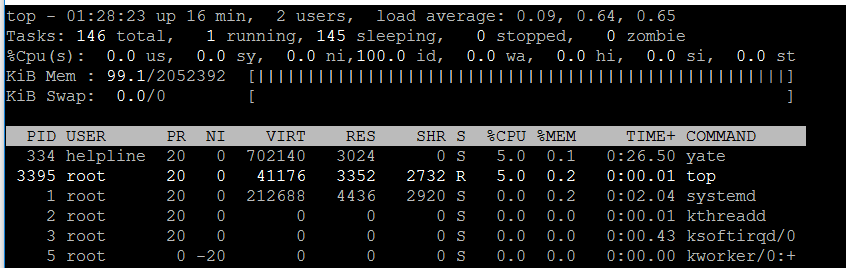 top - 01:28:23 up 16 min,  2 users,  load average: 0.09, 0.64, 0.65
Tasks: 146 total,   1 running, 145 sleeping,   0 stopped,   0 zombie
%Cpu(s):  0.0 us,  0.0 sy,  0.0 ni,100.0 id,  0.0 wa,  0.0 hi,  0.0 si,  0.0 st
KiB Mem : 99.1/2052392  [||||||||||||||||||||||||||||||||||||||||||||||||||||||]
KiB Swap:  0.0/0        [                                                      ]
  PID USER      PR  NI    VIRT    RES    SHR S  %CPU %MEM     TIME+ COMMAND
  334 helpline  20   0  702140   3024      0 S   5.0  0.1   0:26.50 yate
 3395 root      20   0   41176   3352   2732 R   5.0  0.2   0:00.01 top
    1 root      20   0  212688   4436   2920 S   0.0  0.2   0:02.04 systemd
    2 root      20   0       0      0      0 S   0.0  0.0   0:00.01 kthreadd
    3 root      20   0       0      0      0 S   0.0  0.0   0:00.43 ksoftirqd/0
    5 root       0 -20       0      0      0 S   0.0  0.0   0:00.00 kworker/0:+